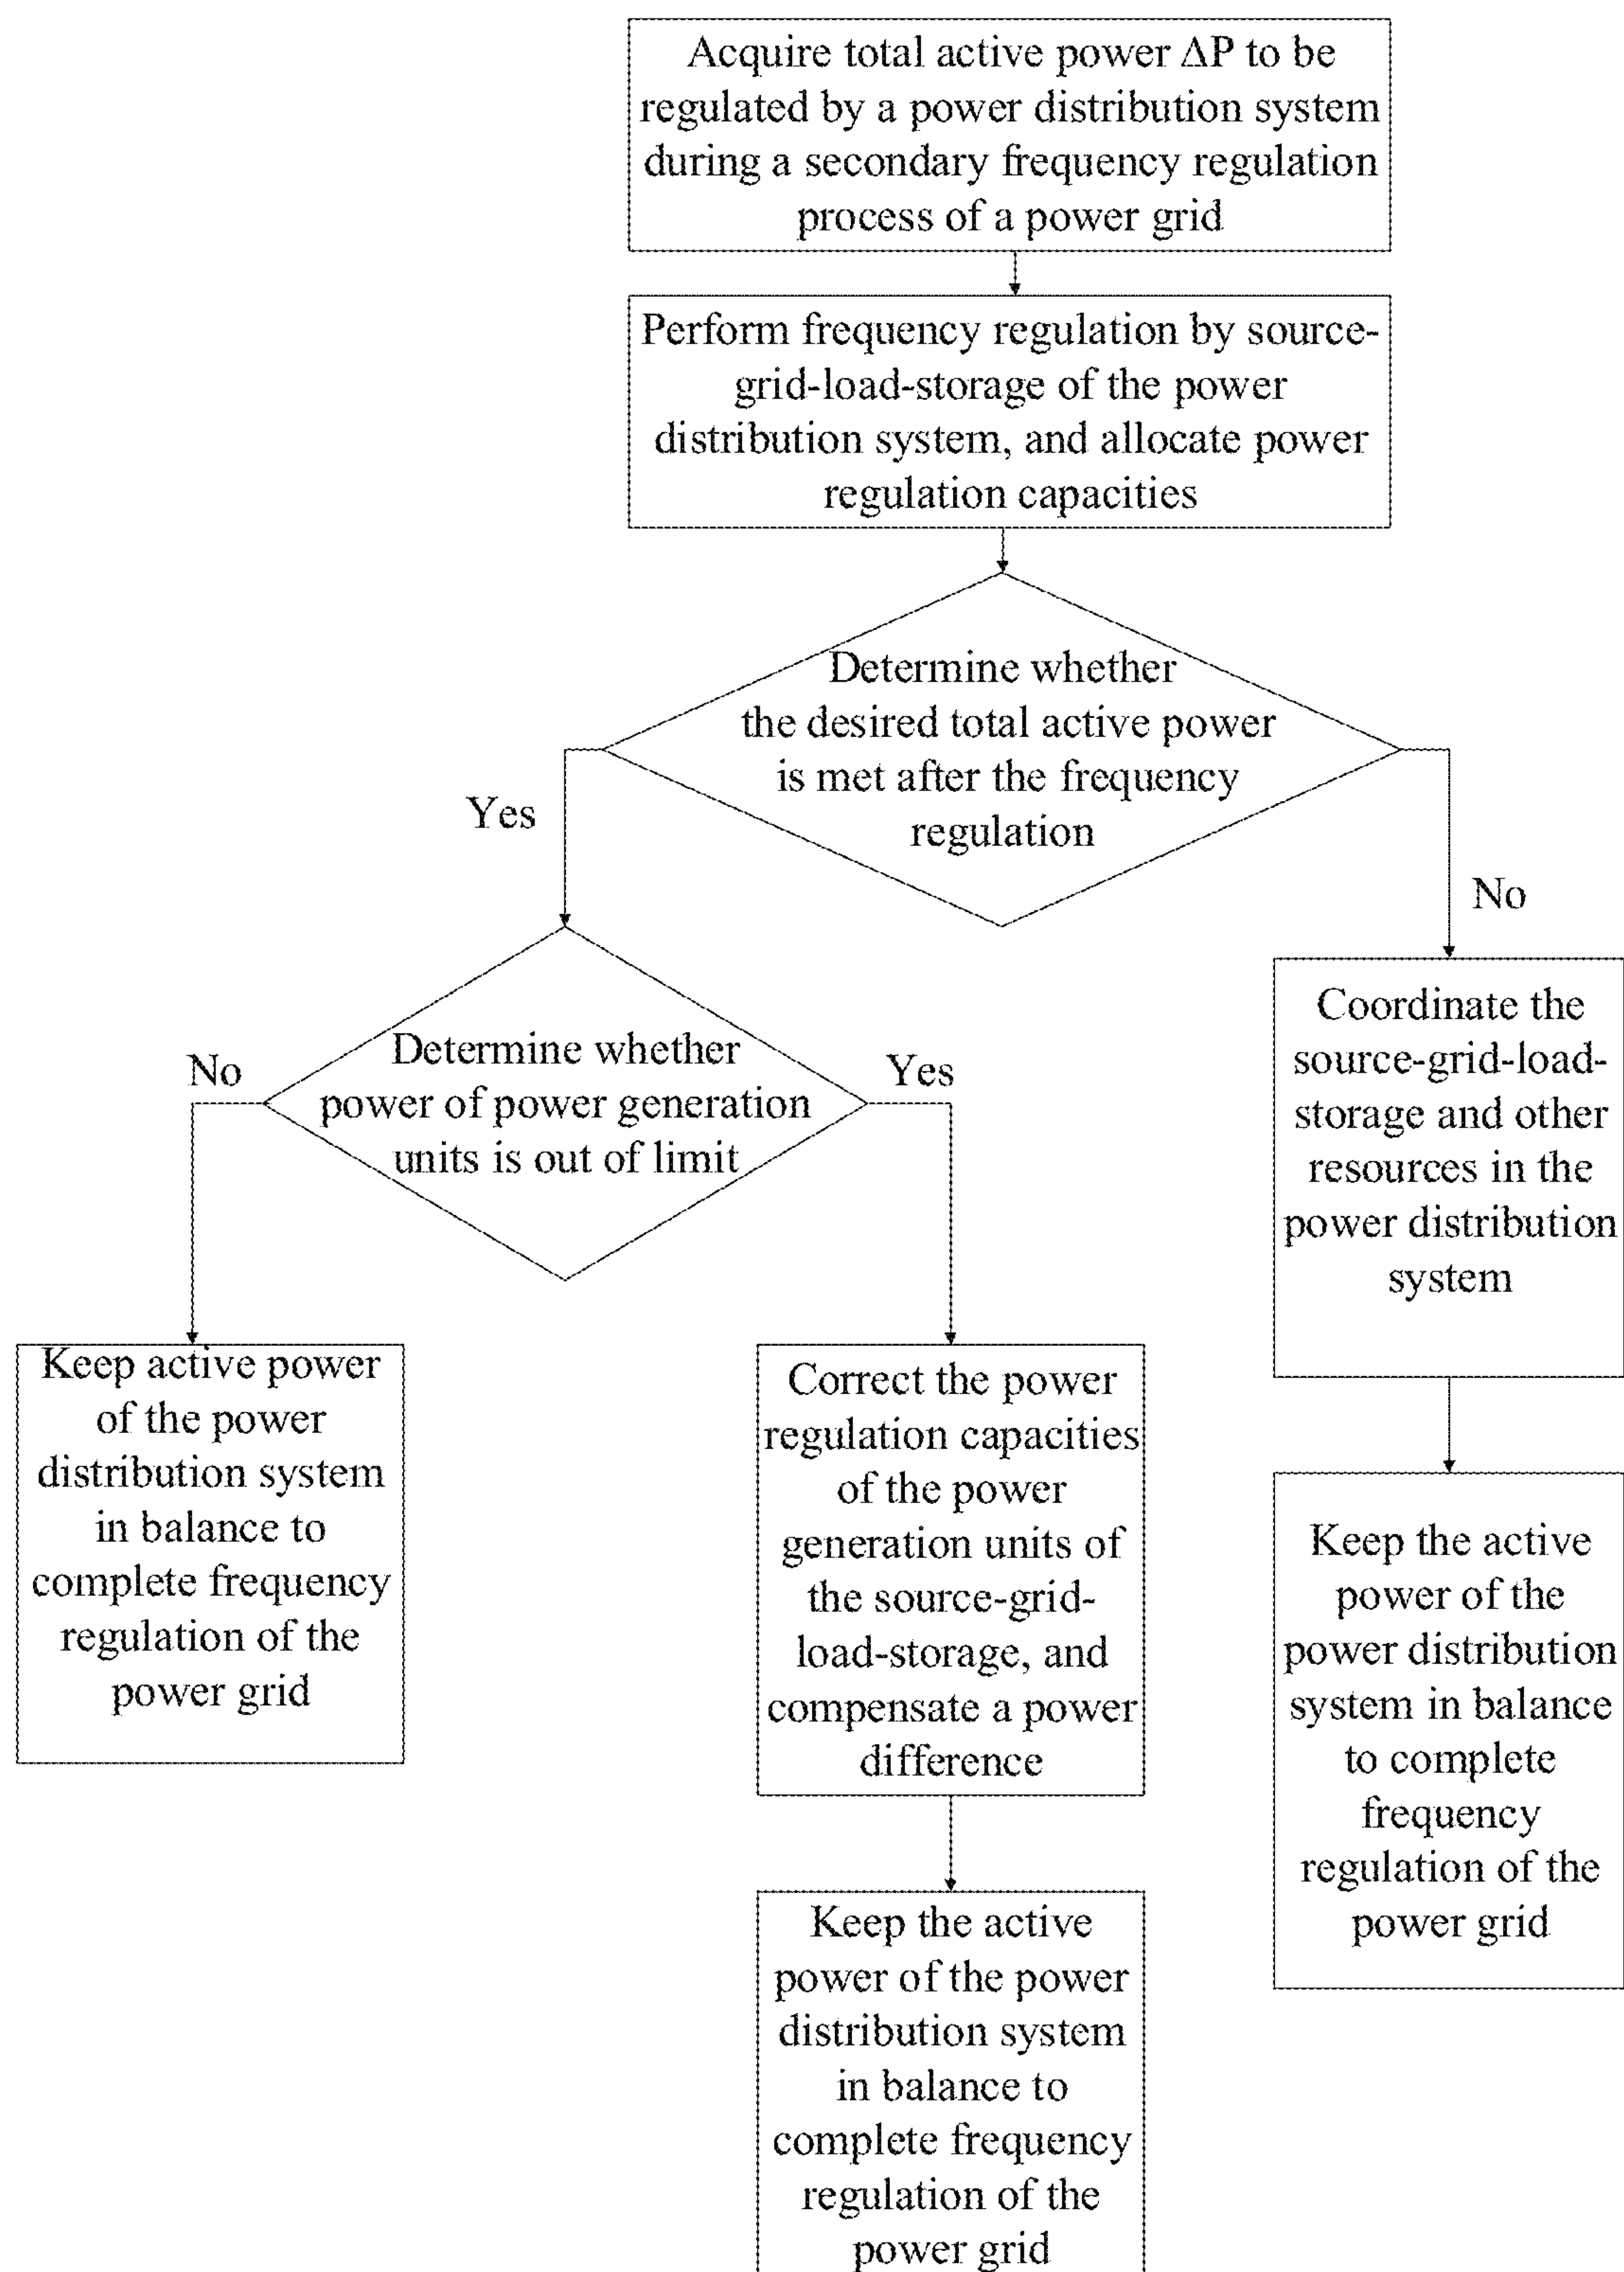 Acquire total active power ΔP to be
regulated by a power distribution system
during a secondary frequency regulation
process of a power grid
Perform frequency regulation by source-
grid-load-storage of the power
distribution system, and allocate power
regulation capacities
Determine whether
the desired total active power
is met after the frequency
regulation
Yes
No
Determine whether
power of power generation
units is out of limit
No
Yes
Coordinate the
source-grid-load-
storage and other
resources in the
power distribution
system
Keep active power
of the power
distribution system
in balance to
complete frequency
regulation of the
power grid
Correct the power
regulation capacities
of the power
generation units of
the source-grid-
load-storage, and
compensate a power
difference
Keep the active
power of the
power distribution
system in balance
to complete
frequency
regulation of the
power grid
Keep the active
power of the power
distribution system
in balance to
complete frequency
regulation of the
power grid